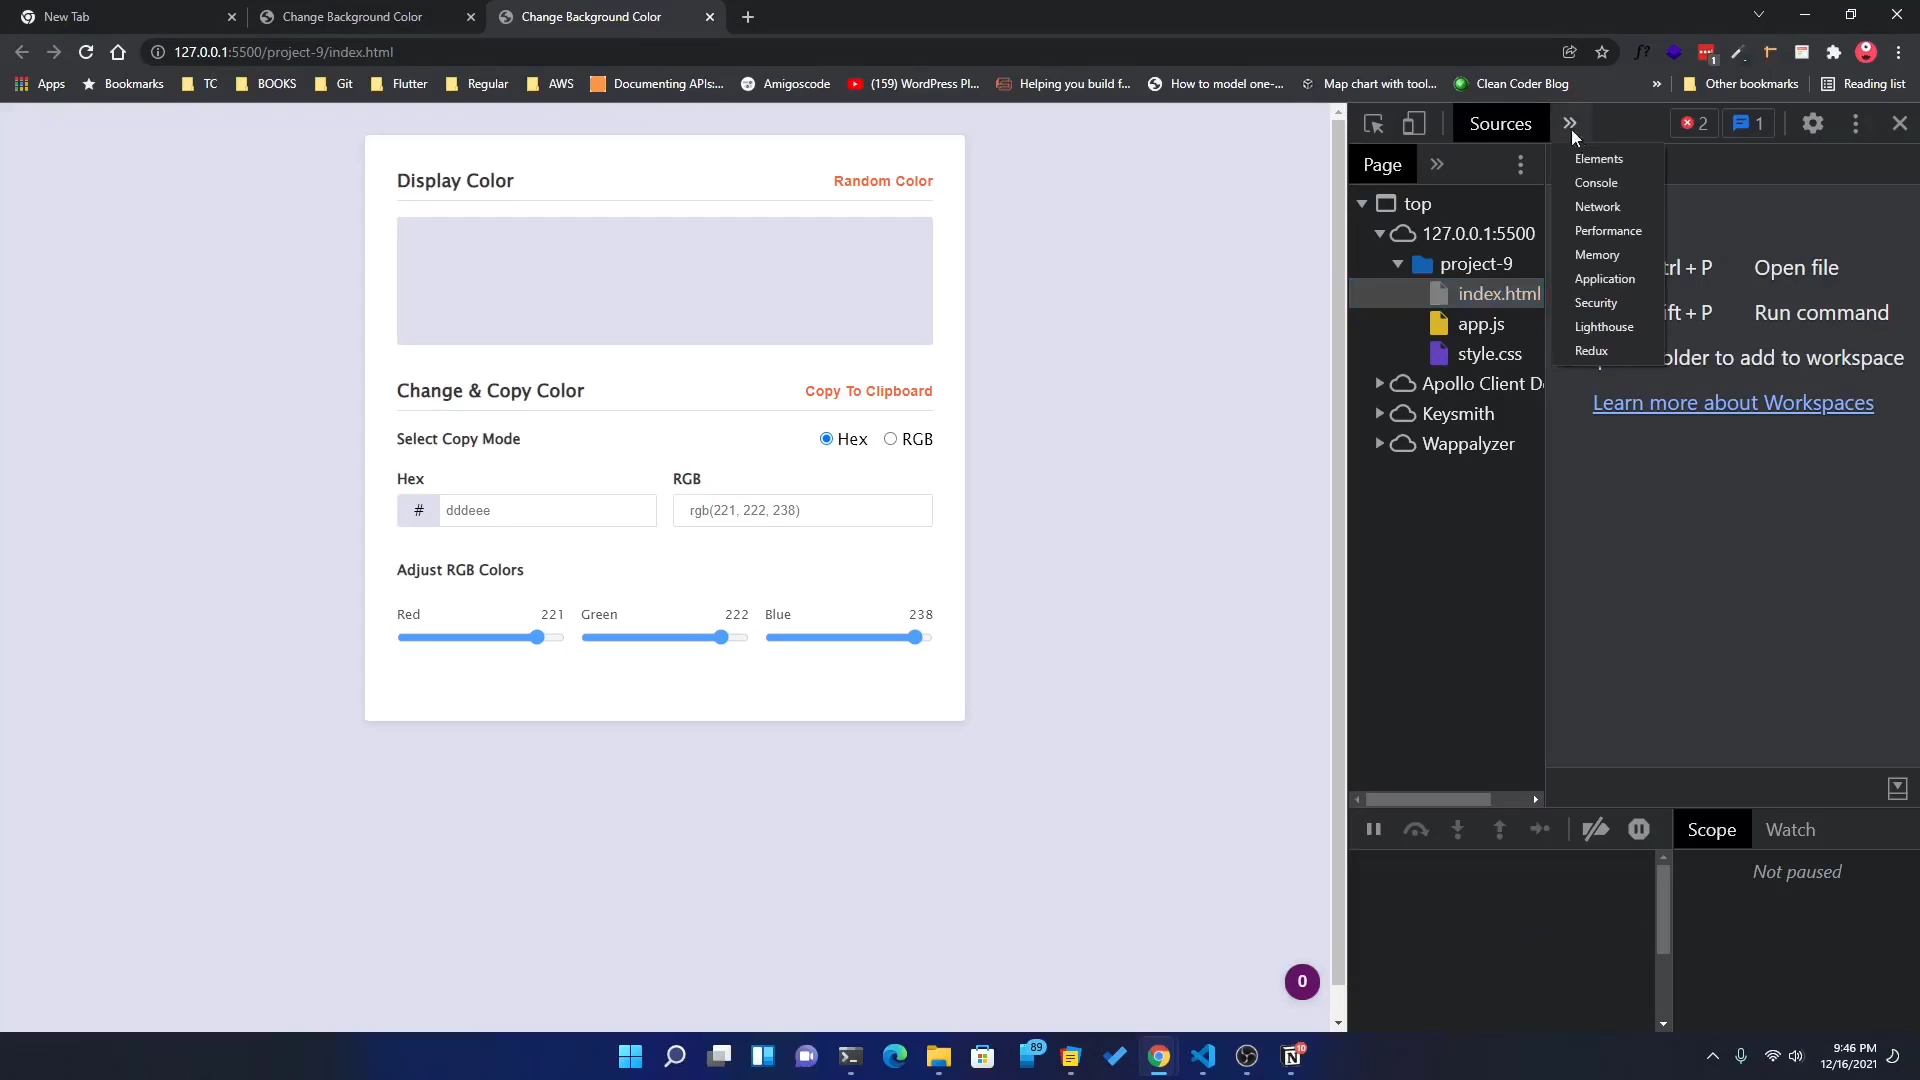 New Tab
Change Background Color
Change Background Color
127.0.0.1:5500/project-9/index.html
f?
1
Apps
Bookmarks
TC
BOOKS
Git
Flutter
Regular
AWS
Documenting APIs:...
Amigoscode
(159) WordPress Pl...
Helping you build f...
How to model one-...
Map chart with tool...
Clean Coder Blog
»
Other bookmarks
Reading list
Display Color
Random Color
Change & Copy Color
Copy To Clipboard
Select Copy Mode
Hex
RGB
Hex
RGB
#
dddeee
rgb(221, 222, 238)
Adjust RGB Colors
Red
221
Green
222
Blue
238
0
Sources
»
2
1
Page
»
top
127.0.0.1:5500
project-9
index.html
app.js
style.css
Apollo Client De
Keysmith
Wappalyzer
Elements
Console
Network
Performance
Memory
Application
Security
Lighthouse
Redux
trl + P
Open file
ift + P
Run command
older to add to workspace
Learn more about Workspaces
Scope
Watch
Not paused
89
10
9:46 PM
12/16/2021